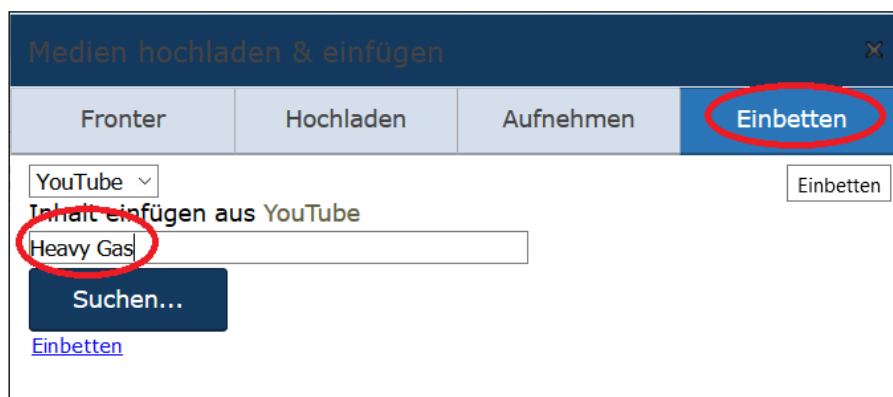 Medien hochladen & einfügen
Fronter Hochladen Aufnehmen Einbetten
YouTube Einbetten
Inhalt einfügen aus YouTube
Heavy Gas
Suchen...
Einbetten